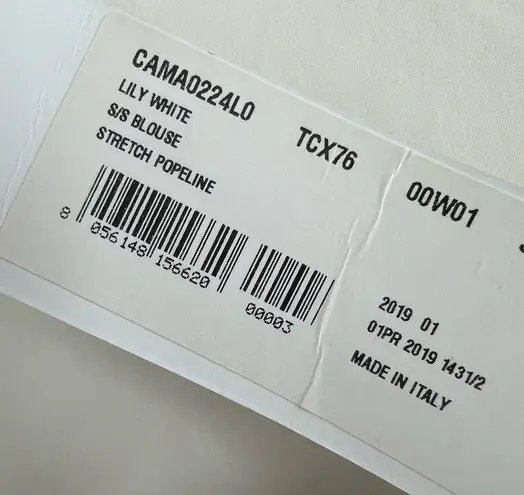 CAMA0224L0 TCX76 00W01
LILY WHITE
S/S BLOUSE
STRETCH POPELINE
8 056148 156620 00003
2019 01
01PR 2019 1431/2
MADE IN ITALY